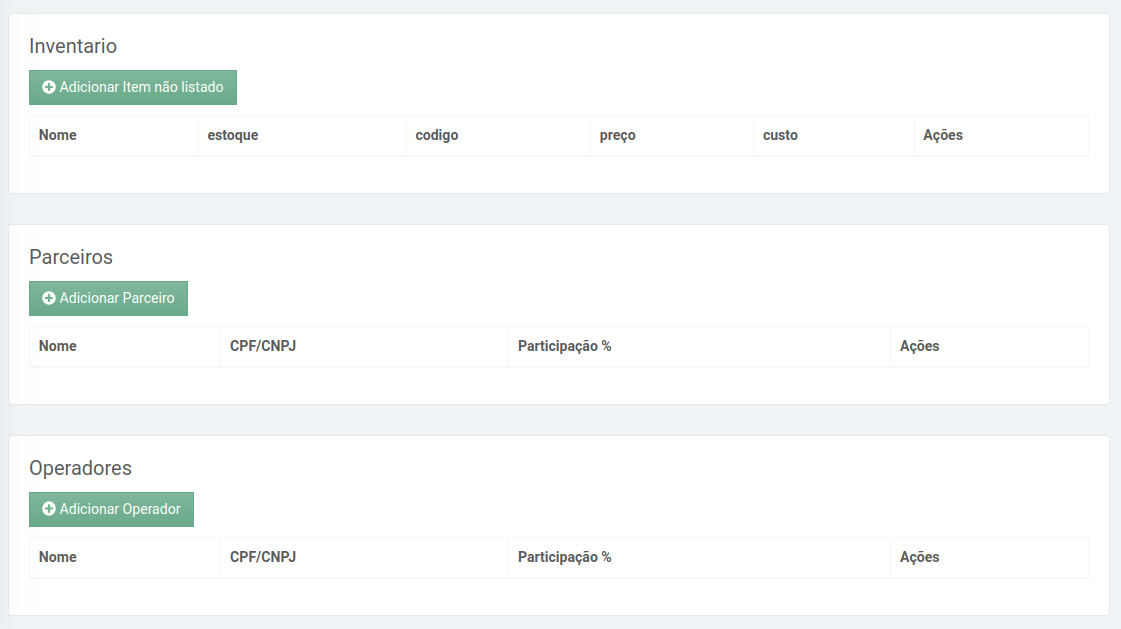 Inventario
Adicionar Item não listado
Nome estoque codigo preço custo Ações
Parceiros
Adicionar Parceiro
Nome CPF/CNPJ Participação % Ações
Operadores
Adicionar Operador
Nome CPF/CNPJ Participação % Ações